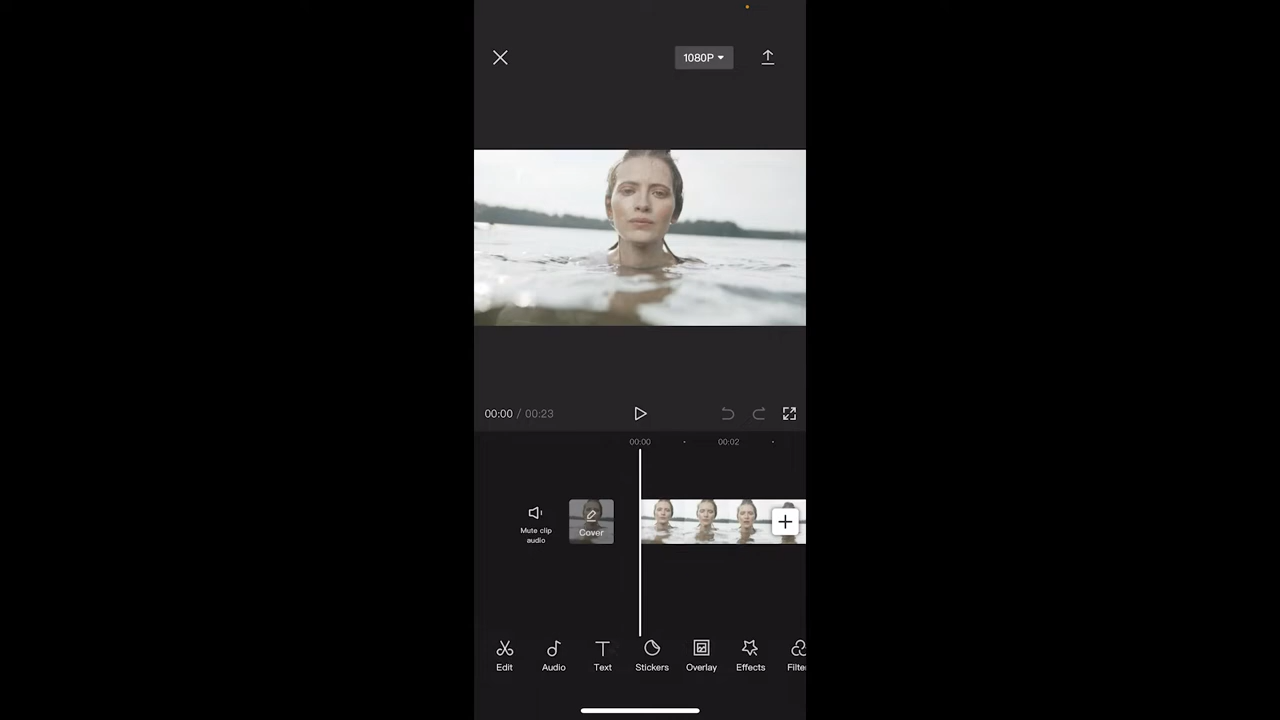 1080P
00:00 / 00:23
00:00
00:02
Mute clip
audio
Cover
Edit
Audio
Text
Stickers
Overlay
Effects
Filte